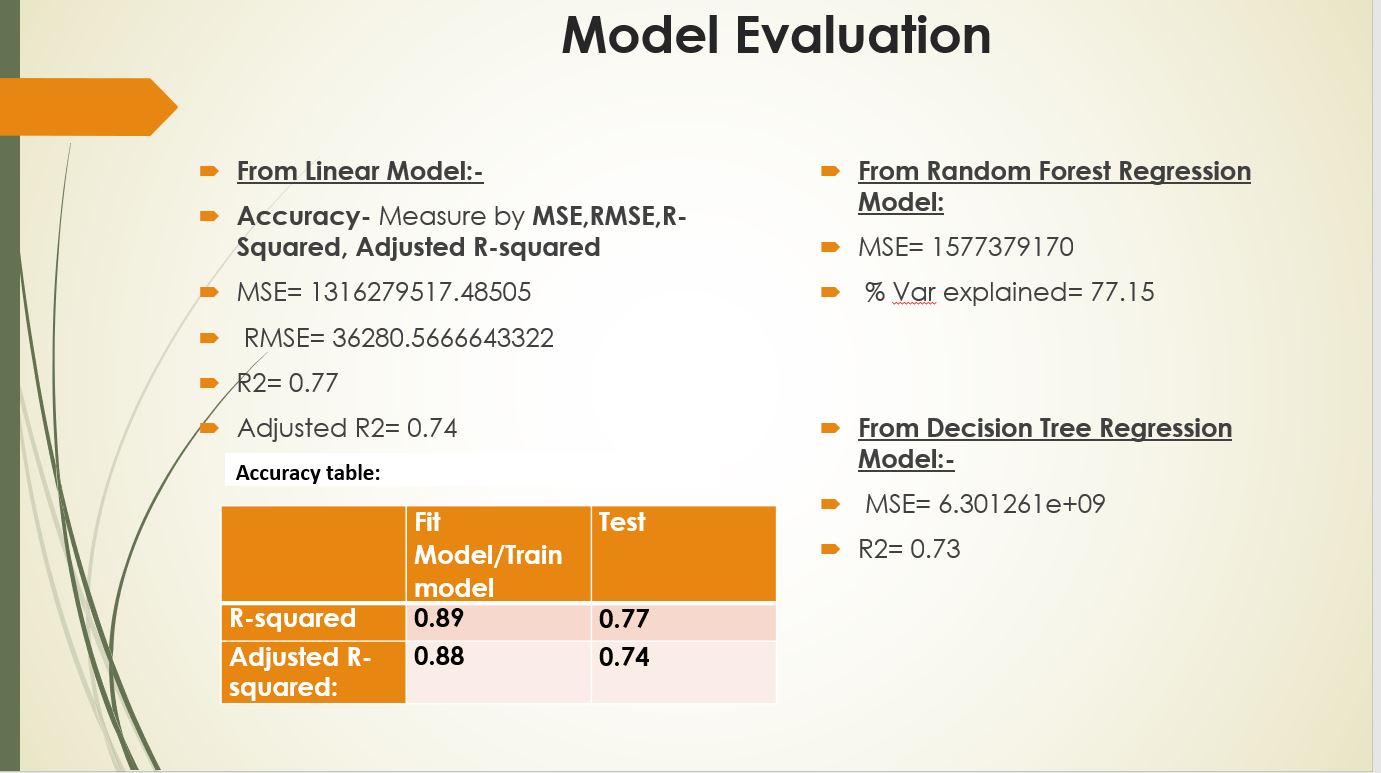 Model Evaluation
From Linear Model:-
Accuracy- Measure by MSE,RMSE,R-
Squared, Adjusted R-squared
MSE= 1316279517.48505
RMSE= 36280.5666643322
R2= 0.77
Adjusted R2= 0.74
Accuracy table:
Fit
Model/Train
model
Test
R-squared
0.89
0.77
Adjusted R-
squared:
0.88
0.74
From Random Forest Regression
Model:
MSE= 1577379170
% Var explained= 77.15
From Decision Tree Regression
Model:-
MSE= 6.301261e+09
R2= 0.73